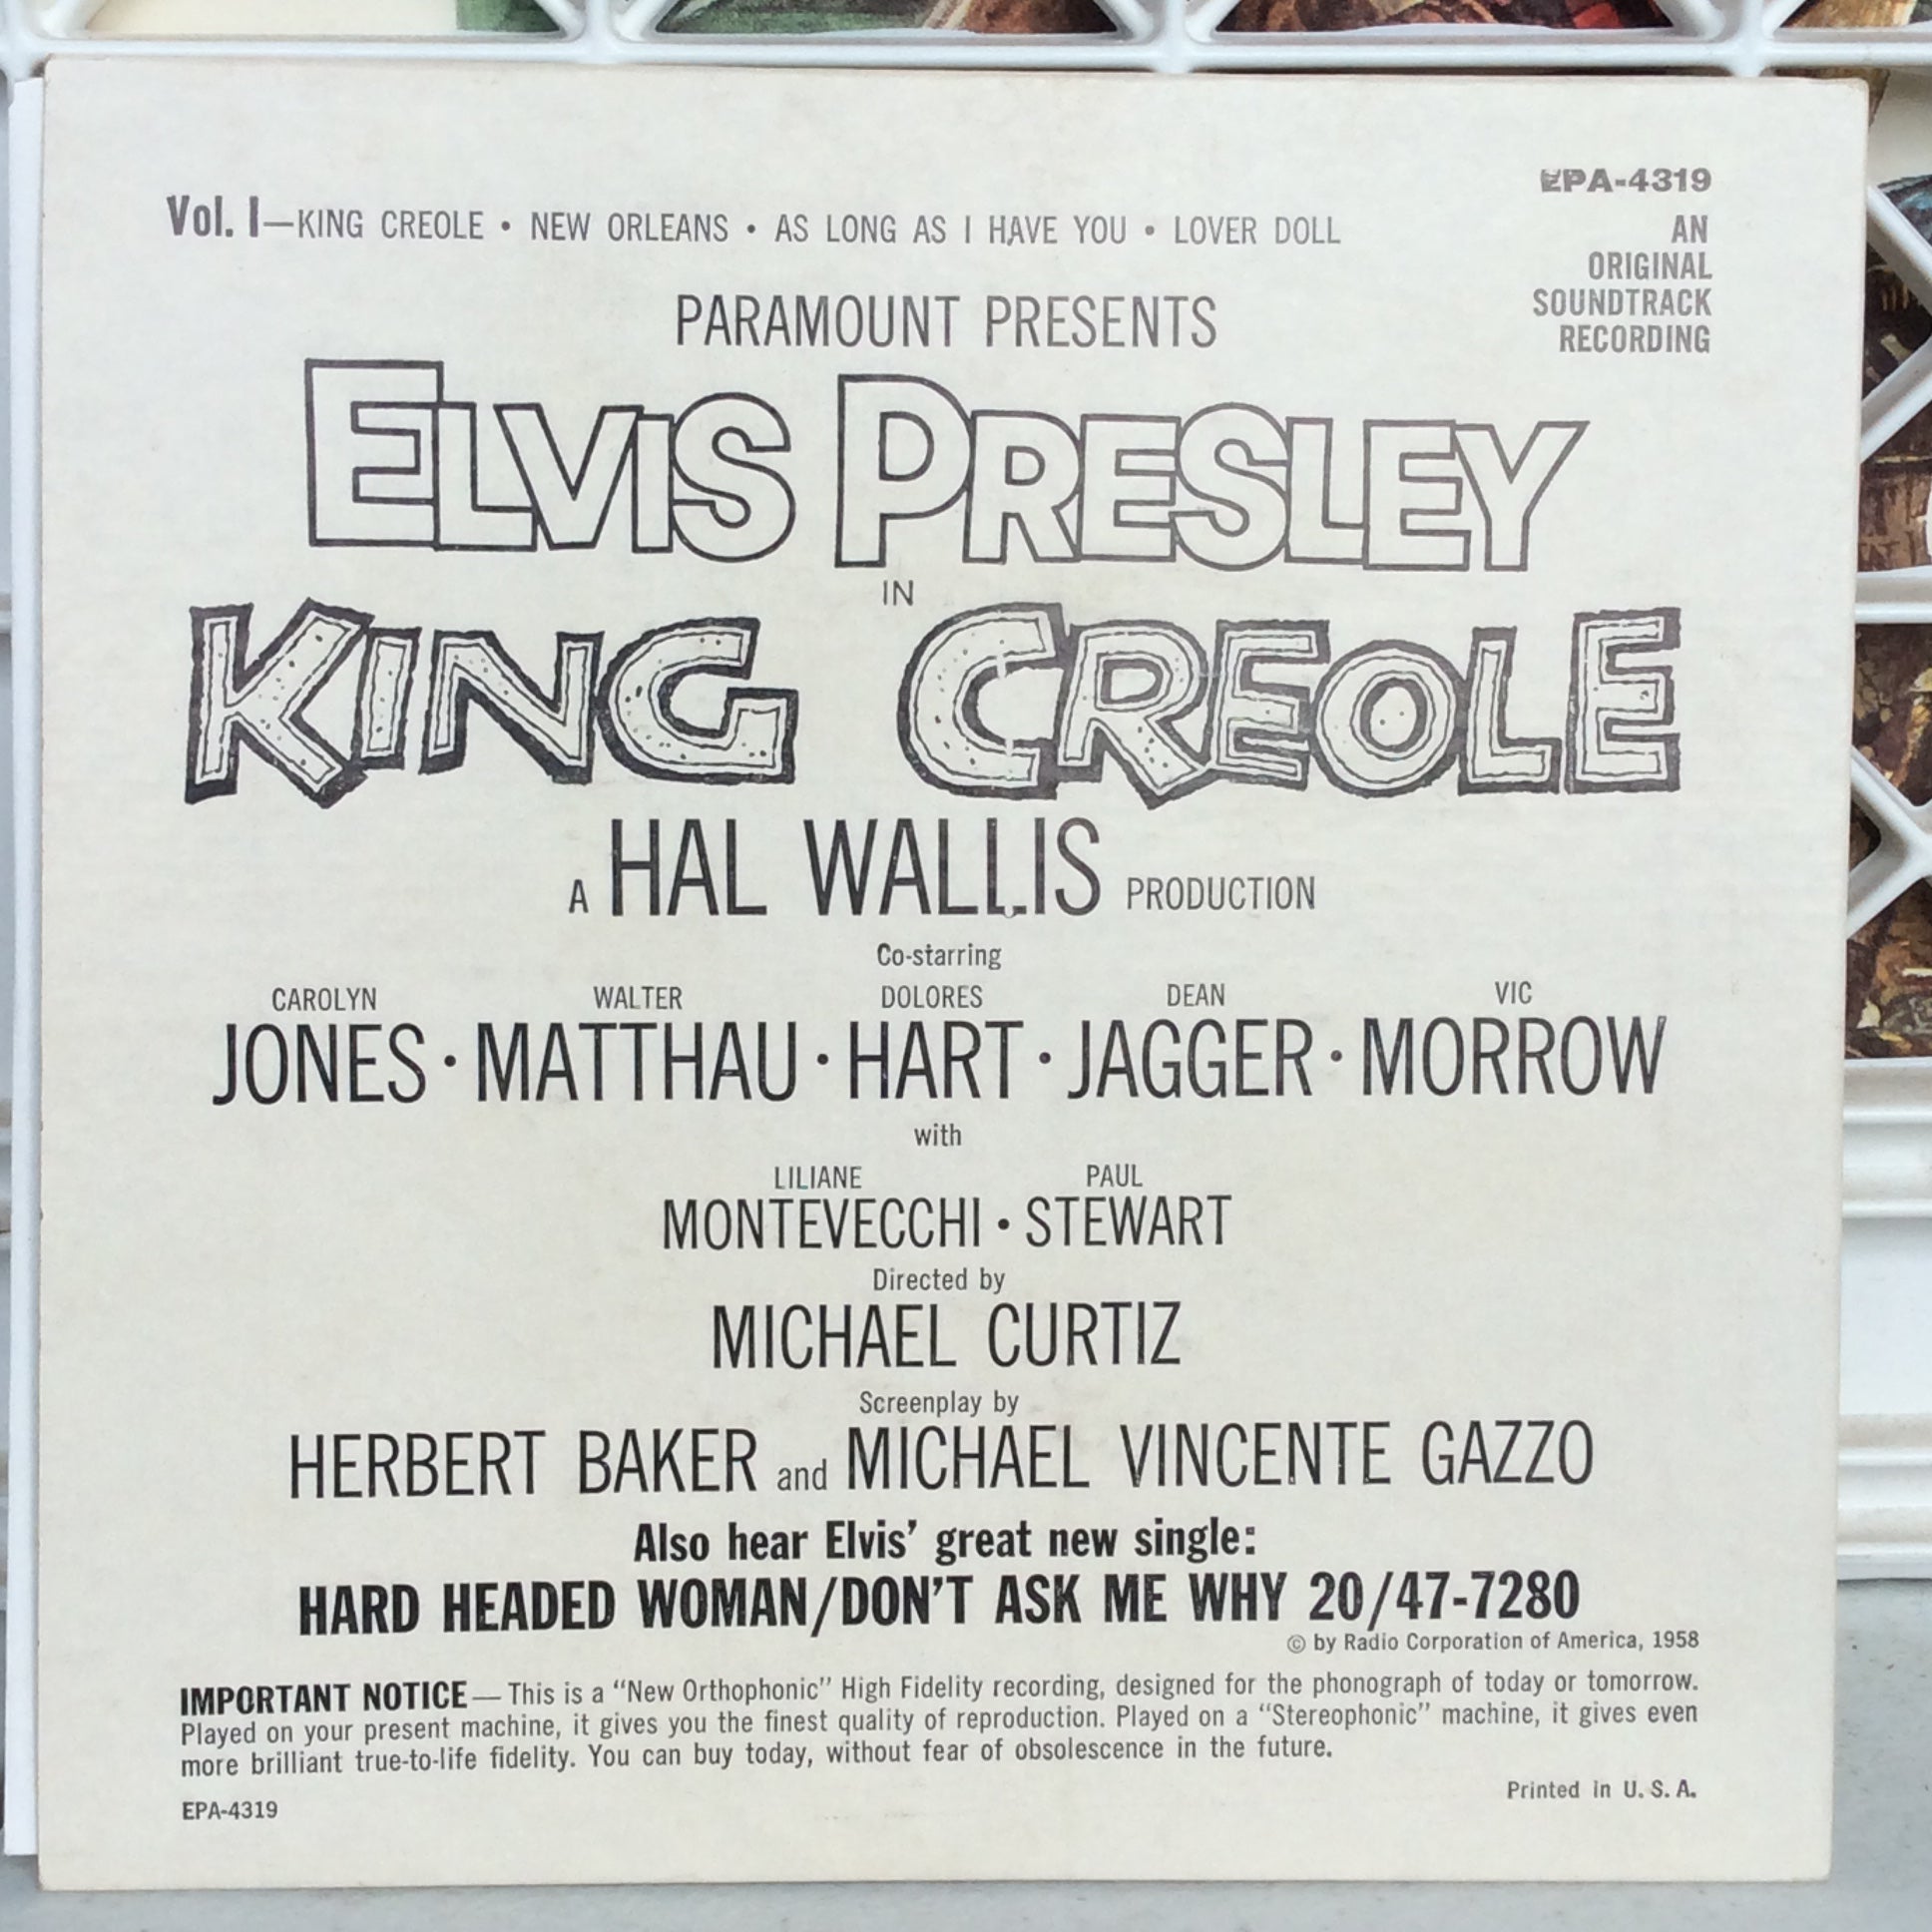 EPA-4319
Vol. I—KING CREOLE • NEW ORLEANS • AS LONG AS I HAVE YOU • LOVER DOLL
AN
ORIGINAL
SOUNDTRACK
RECORDING
PARAMOUNT PRESENTS
ELVIS PRESLEY
IN
KING CREOLE
A HAL WALLIS PRODUCTION
Co-starring
CAROLYN WALTER DOLORES DEAN VIC
JONES • MATTHAU • HART • JAGGER • MORROW
with
LILIANE PAUL
MONTEVECCHI • STEWART
Directed by
MICHAEL CURTIZ
Screenplay by
HERBERT BAKER and MICHAEL VINCENTE GAZZO
Also hear Elvis' great new single:
HARD HEADED WOMAN/DON'T ASK ME WHY 20/47-7280
© by Radio Corporation of America, 1958
IMPORTANT NOTICE — This is a "New Orthophonic" High Fidelity recording, designed for the phonograph of today or tomorrow.
Played on your present machine, it gives you the finest quality of reproduction. Played on a "Stereophonic" machine, it gives even
more brilliant true-to-life fidelity. You can buy today, without fear of obsolescence in the future.
Printed in U. S. A.
EPA-4319